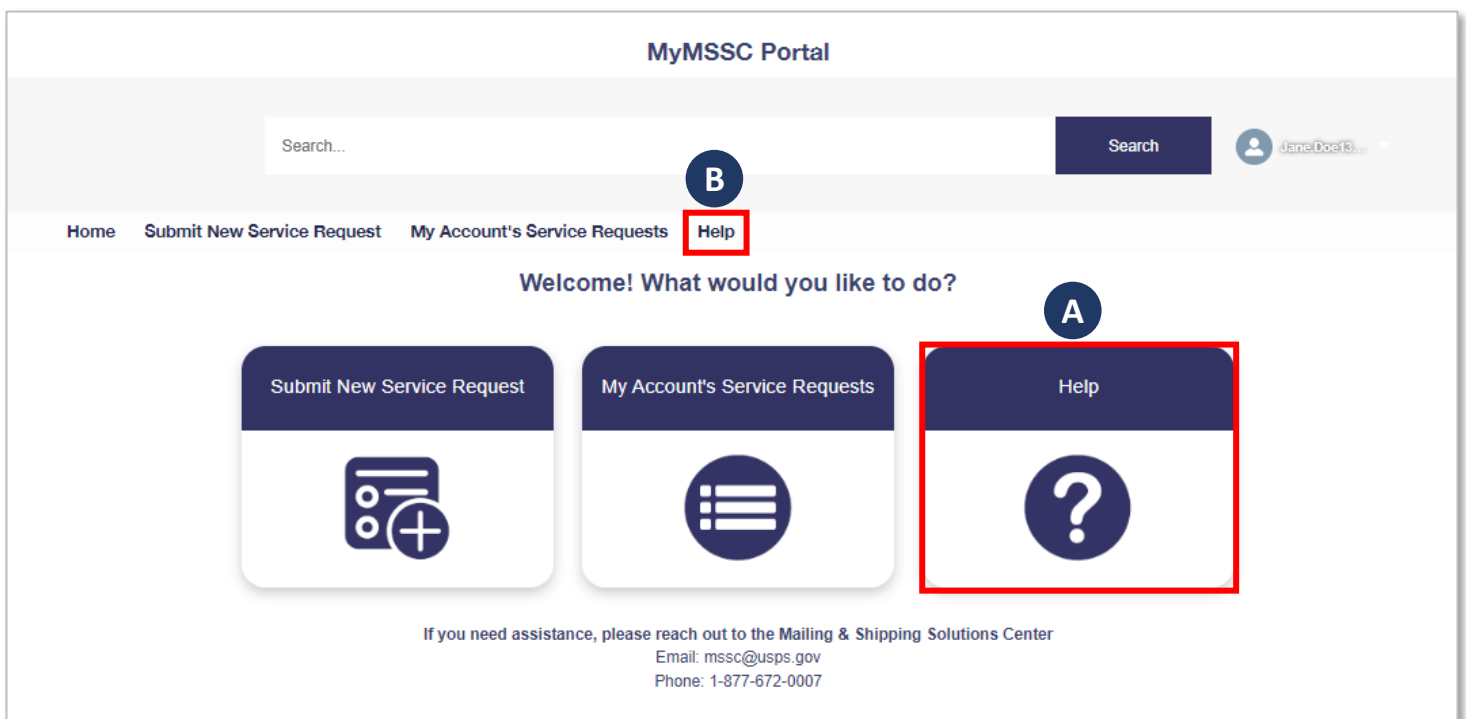 MyMSSC Portal
Search...
Search
Jane.Doe13...
B
Home Submit New Service Request My Account's Service Requests Help
Welcome! What would you like to do?
A
Submit New Service Request
My Account's Service Requests
Help
?
If you need assistance, please reach out to the Mailing & Shipping Solutions Center
Email: mssc@usps.gov
Phone: 1-877-672-0007